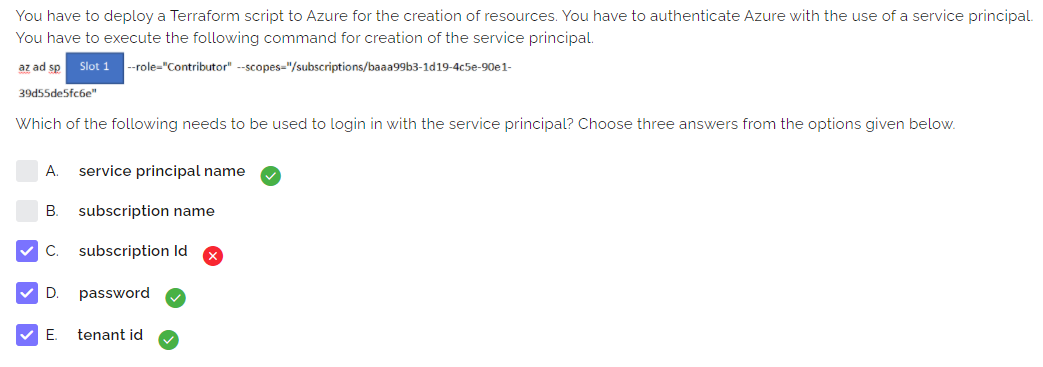 You have to deploy a Terraform script to Azure for the creation of resources. You have to authenticate Azure with the use of a service principal.
You have to execute the following command for creation of the service principal.
az ad sp Slot 1 --role="Contributor" --scopes="/subscriptions/baaa99b3-1d19-4c5e-90e1-
39d55de5fc6e"
Which of the following needs to be used to login in with the service principal? Choose three answers from the options given below.
A. service principal name
B. subscription name
C. subscription Id
D. password
E. tenant id